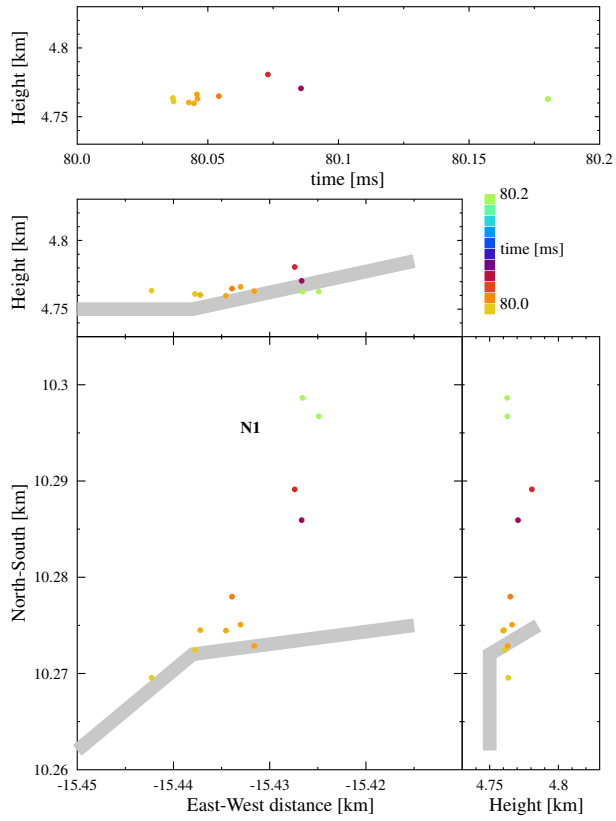 Height [km]
4.8
4.75
80.0 80.05 80.1 80.15 80.2
time [ms]
Height [km]
4.8
4.75
80.2
time [ms]
80.0
North-South [km]
10.3
10.29
10.28
10.27
10.26
N1
-15.45 -15.44 -15.43 -15.42
East-West distance [km]
4.75 4.8
Height [km]